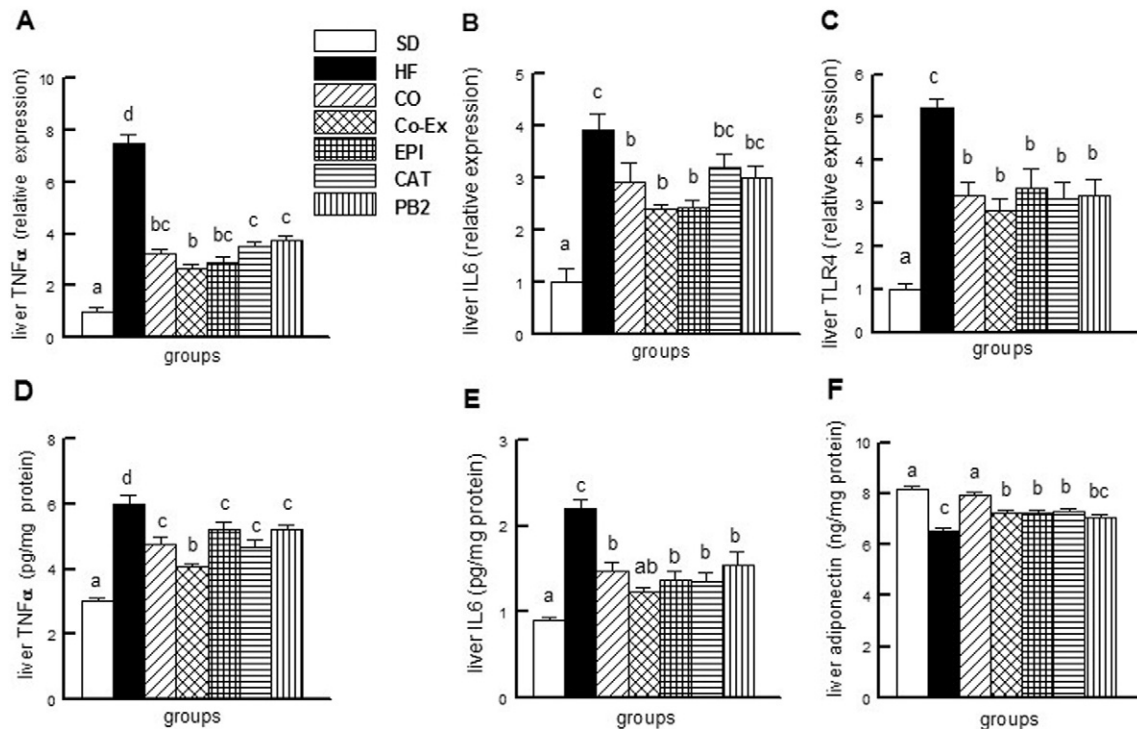 A
SD
HF
CO
Co-Ex
EPI
CAT
PB2
liver TNFα (relative expression)
10
8
6
4
2
0
a
d
bc
b
bc
c
c
groups
B
liver IL6 (relative expression)
5
4
3
2
1
0
a
c
b
b
b
bc
bc
groups
C
liver TLR4 (relative expression)
6
5
4
3
2
1
0
a
c
b
b
b
b
b
groups
D
liver TNFα (pg/mg protein)
8
6
4
2
0
a
d
c
b
c
c
c
groups
E
liver IL6 (pg/mg protein)
3
2
1
0
a
c
b
ab
b
b
b
groups
F
liver adiponectin (ng/mg protein)
10
8
6
4
2
0
a
c
a
b
b
b
bc
groups